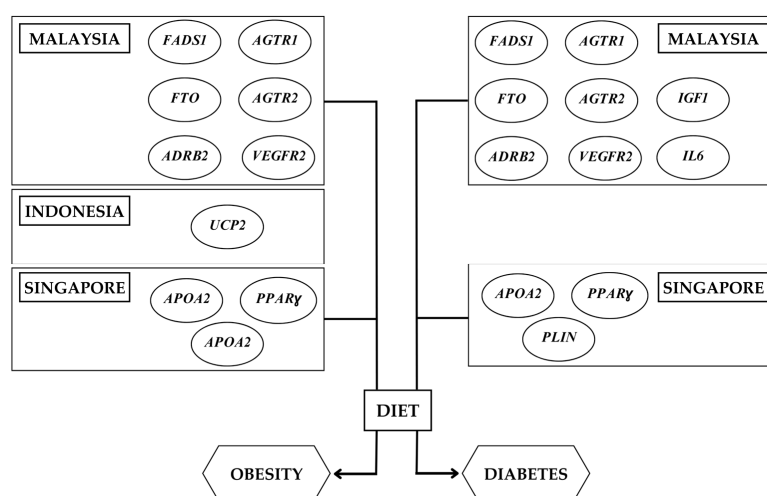 MALAYSIA
FADS1 AGTR1
FTO AGTR2
ADRB2 VEGFR2
INDONESIA
UCP2
SINGAPORE
APOA2 PPARɣ
APOA2
FADS1 AGTR1 MALAYSIA
FTO AGTR2 IGF1
ADRB2 VEGFR2 IL6
APOA2 PPARɣ SINGAPORE
PLIN
DIET
OBESITY
DIABETES